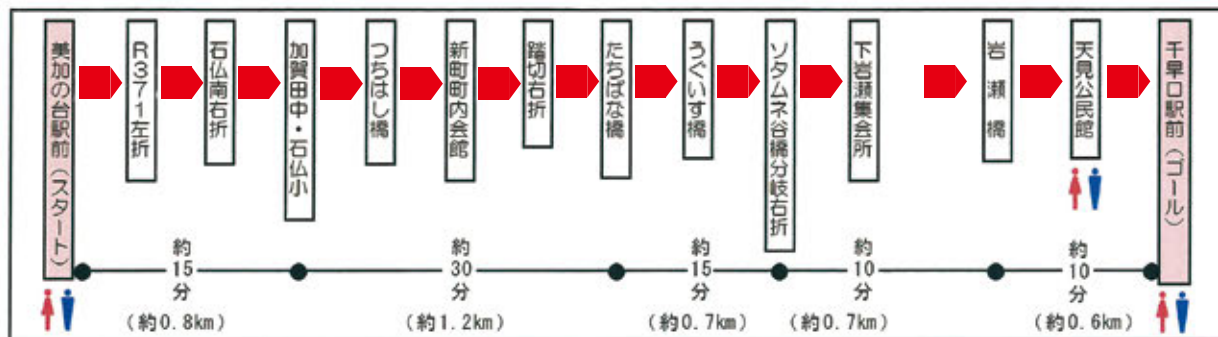 美加の台駅前（スタート）
R371左折
石仏南右折
加賀田中・石仏小
つちはし橋
新町町内会館
踏切右折
たちばな橋
うぐいす橋
ソタムネ谷橋分岐右折
下岩瀬集会所
岩瀬橋
天見公民館
千早口駅前（ゴール）
約15分
約30分
約15分
約10分
約10分
（約0.8km）
（約1.2km）
（約0.7km）
（約0.7km）
（約0.6km）